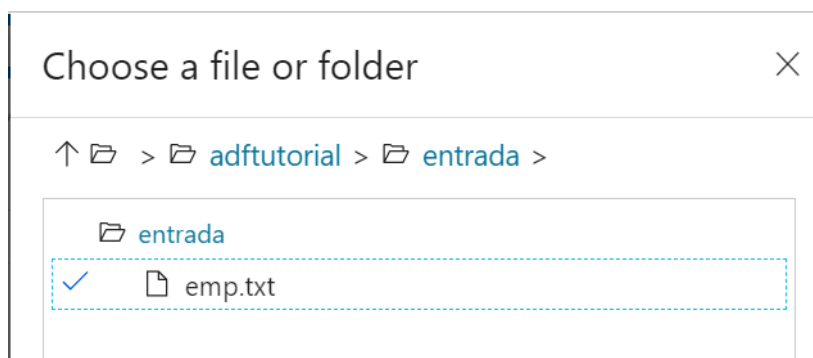 Choose a file or folder
> adftutorial > entrada >
entrada
emp.txt